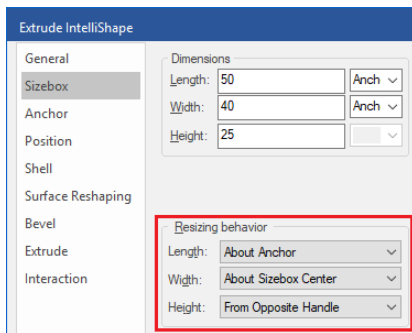 Extrude IntelliShape
General
Sizebox
Anchor
Position
Shell
Surface Reshaping
Bevel
Extrude
Interaction
Dimensions
Length: 50 Anch
Width: 40 Anch
Height: 25
Resizing behavior
Length: About Anchor
Width: About Sizebox Center
Height: From Opposite Handle